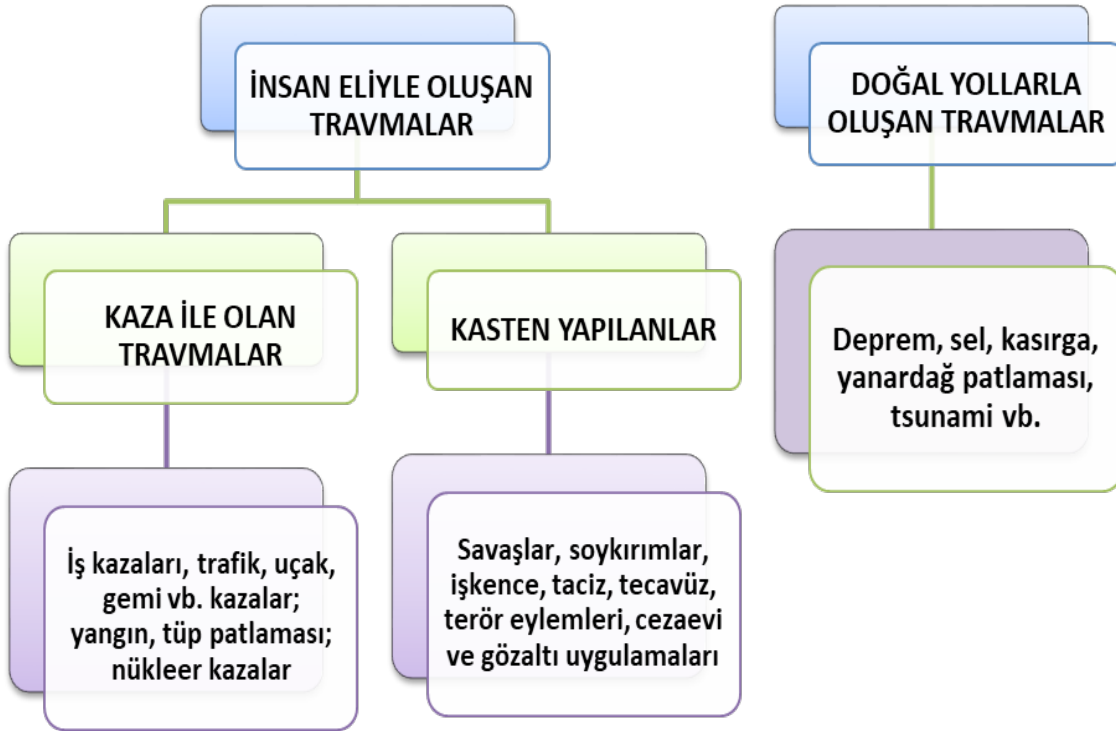 İNSAN ELİYLE OLUŞAN
TRAVMALAR
DOĞAL YOLLARLA
OLUŞAN TRAVMALAR
KAZA İLE OLAN
TRAVMALAR
KASTEN YAPILANLAR
Deprem, sel, kasırga,
yanardağ patlaması,
tsunami vb.
İş kazaları, trafik, uçak,
gemi vb. kazalar;
yangın, tüp patlaması;
nükleer kazalar
Savaşlar, soykırımlar,
işkence, taciz, tecavüz,
terör eylemleri, cezaevi
ve gözaltı uygulamaları